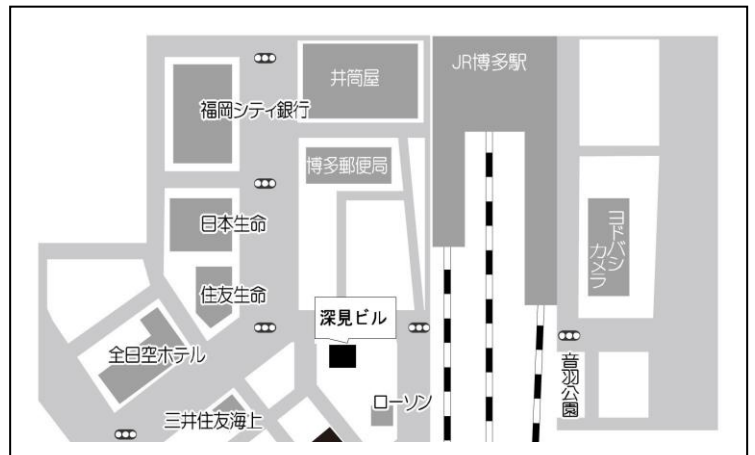 井筒屋
JR博多駅
福岡シティ銀行
博多郵便局
日本生命
ヨドバシ
カメラ
住友生命
深見ビル
全日空ホテル
音羽公園
ローソン
三井住友海上